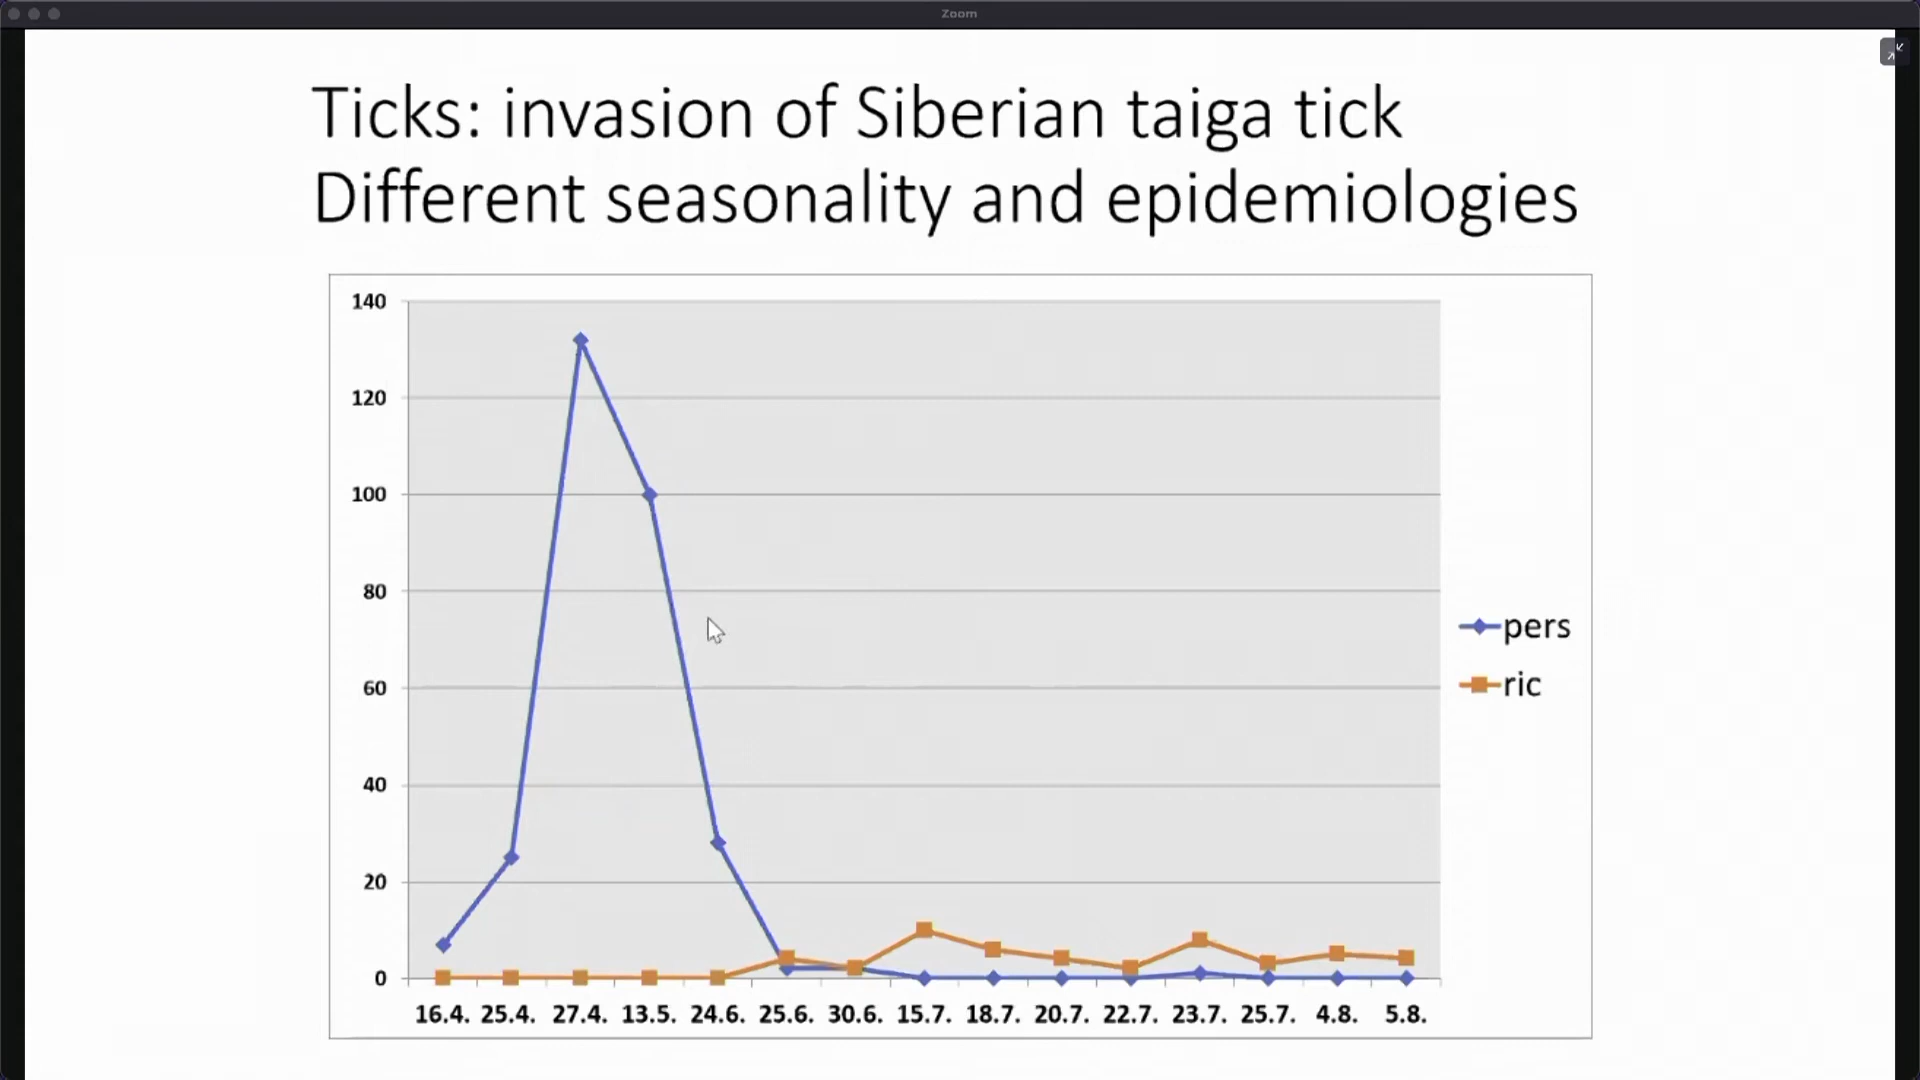 Zoom
Ticks: invasion of Siberian taiga tick
Different seasonality and epidemiologies
140
120
100
80
60
40
20
0
pers
ric
16.4. 25.4. 27.4. 13.5. 24.6. 25.6. 30.6. 15.7. 18.7. 20.7. 22.7. 23.7. 25.7. 4.8. 5.8.